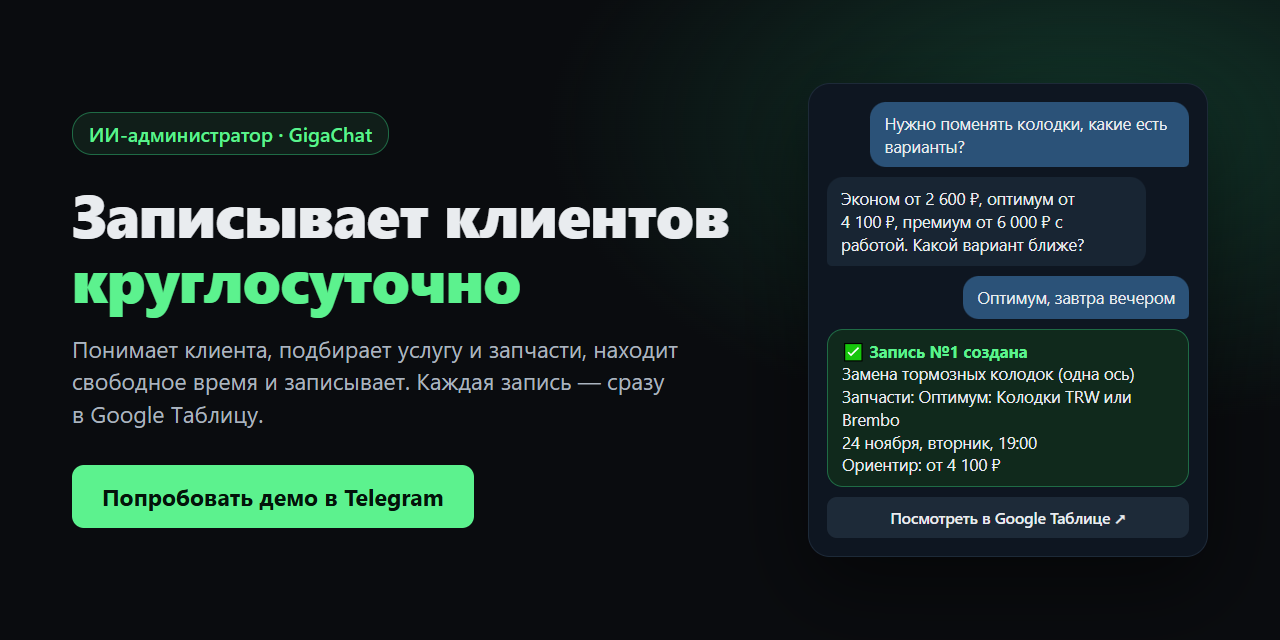 ИИ-администратор · GigaChat
Записывает клиентов
круглосуточно
Понимает клиента, подбирает услугу и запчасти, находит
свободное время и записывает. Каждая запись — сразу
в Google Таблицу.
Попробовать демо в Telegram
Нужно поменять колодки, какие есть
варианты?
Эконом от 2 600 ₽, оптимум от
4 100 ₽, премиум от 6 000 ₽ с
работой. Какой вариант ближе?
Оптимум, завтра вечером
✅ Запись №1 создана
Замена тормозных колодок (одна ось)
Запчасти: Оптимум: Колодки TRW или
Brembo
24 ноября, вторник, 19:00
Ориентир: от 4 100 ₽
Посмотреть в Google Таблице ↗